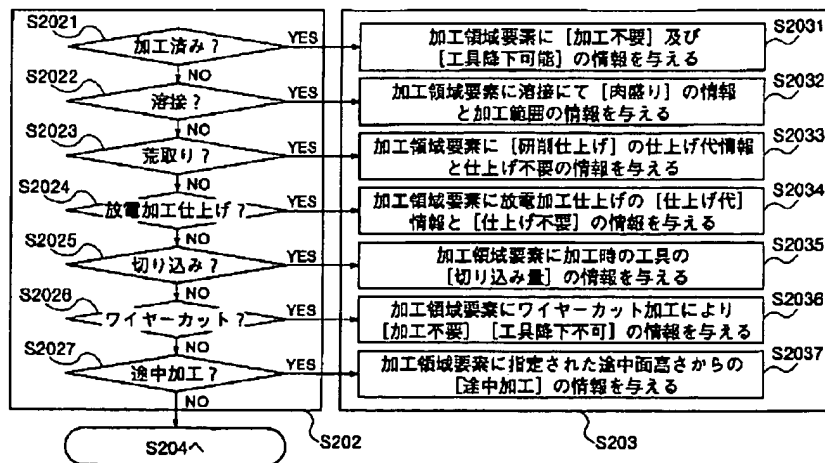 S2021
加工済み？
YES
加工領域要素に［加工不要］及び
［工具降下可能］の情報を与える
S2031
NO
S2022
溶接？
YES
加工領域要素に溶接にて［肉盛り］の情報
と加工範囲の情報を与える
S2032
NO
S2023
荒取り？
YES
加工領域要素に［研削仕上げ］の仕上げ代情報
と仕上げ不要の情報を与える
S2033
NO
S2024
放電加工仕上げ？
YES
加工領域要素に放電加工仕上げの［仕上げ代］
情報と［仕上げ不要］の情報を与える
S2034
NO
S2025
切り込み？
YES
加工領域要素に加工時の工具の
［切り込み量］の情報を与える
S2035
NO
S2026
ワイヤーカット？
YES
加工領域要素にワイヤーカット加工により
［加工不要］［工具降下不可］の情報を与える
S2036
NO
S2027
途中加工？
YES
加工領域要素に指定された途中面高さからの
［途中加工］の情報を与える
S2037
NO
S204へ
S202
S203